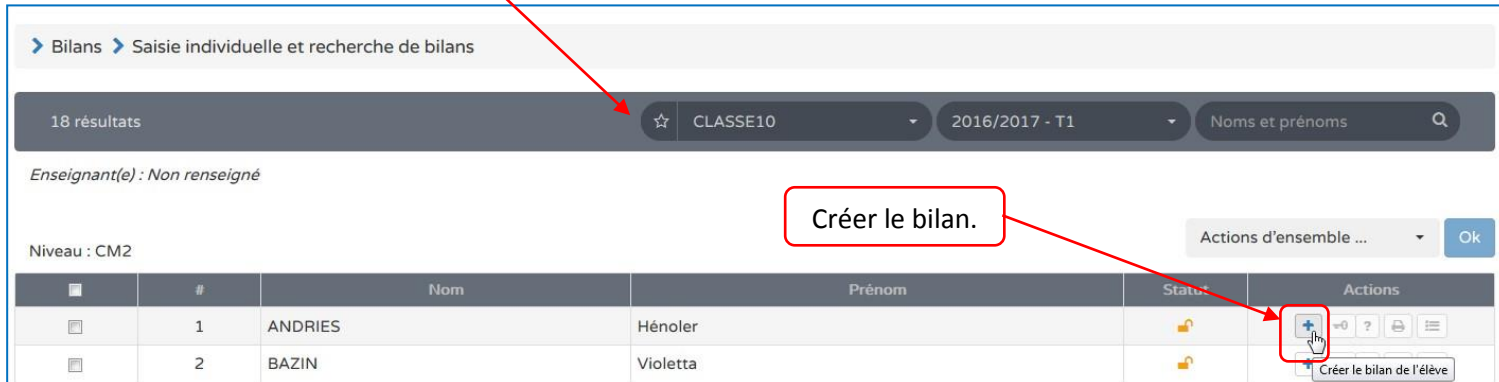 Bilans Saisie individuelle et recherche de bilans
18 résultats CLASSE10 2016/2017 - T1 Noms et prénoms
Enseignant(e) : Non renseigné
Créer le bilan.
Actions d'ensemble ... Ok
Niveau : CM2
# Nom Prénom Statut Actions
1 ANDRIES Hénoler
2 BAZIN Violetta
Créer le bilan de l'élève